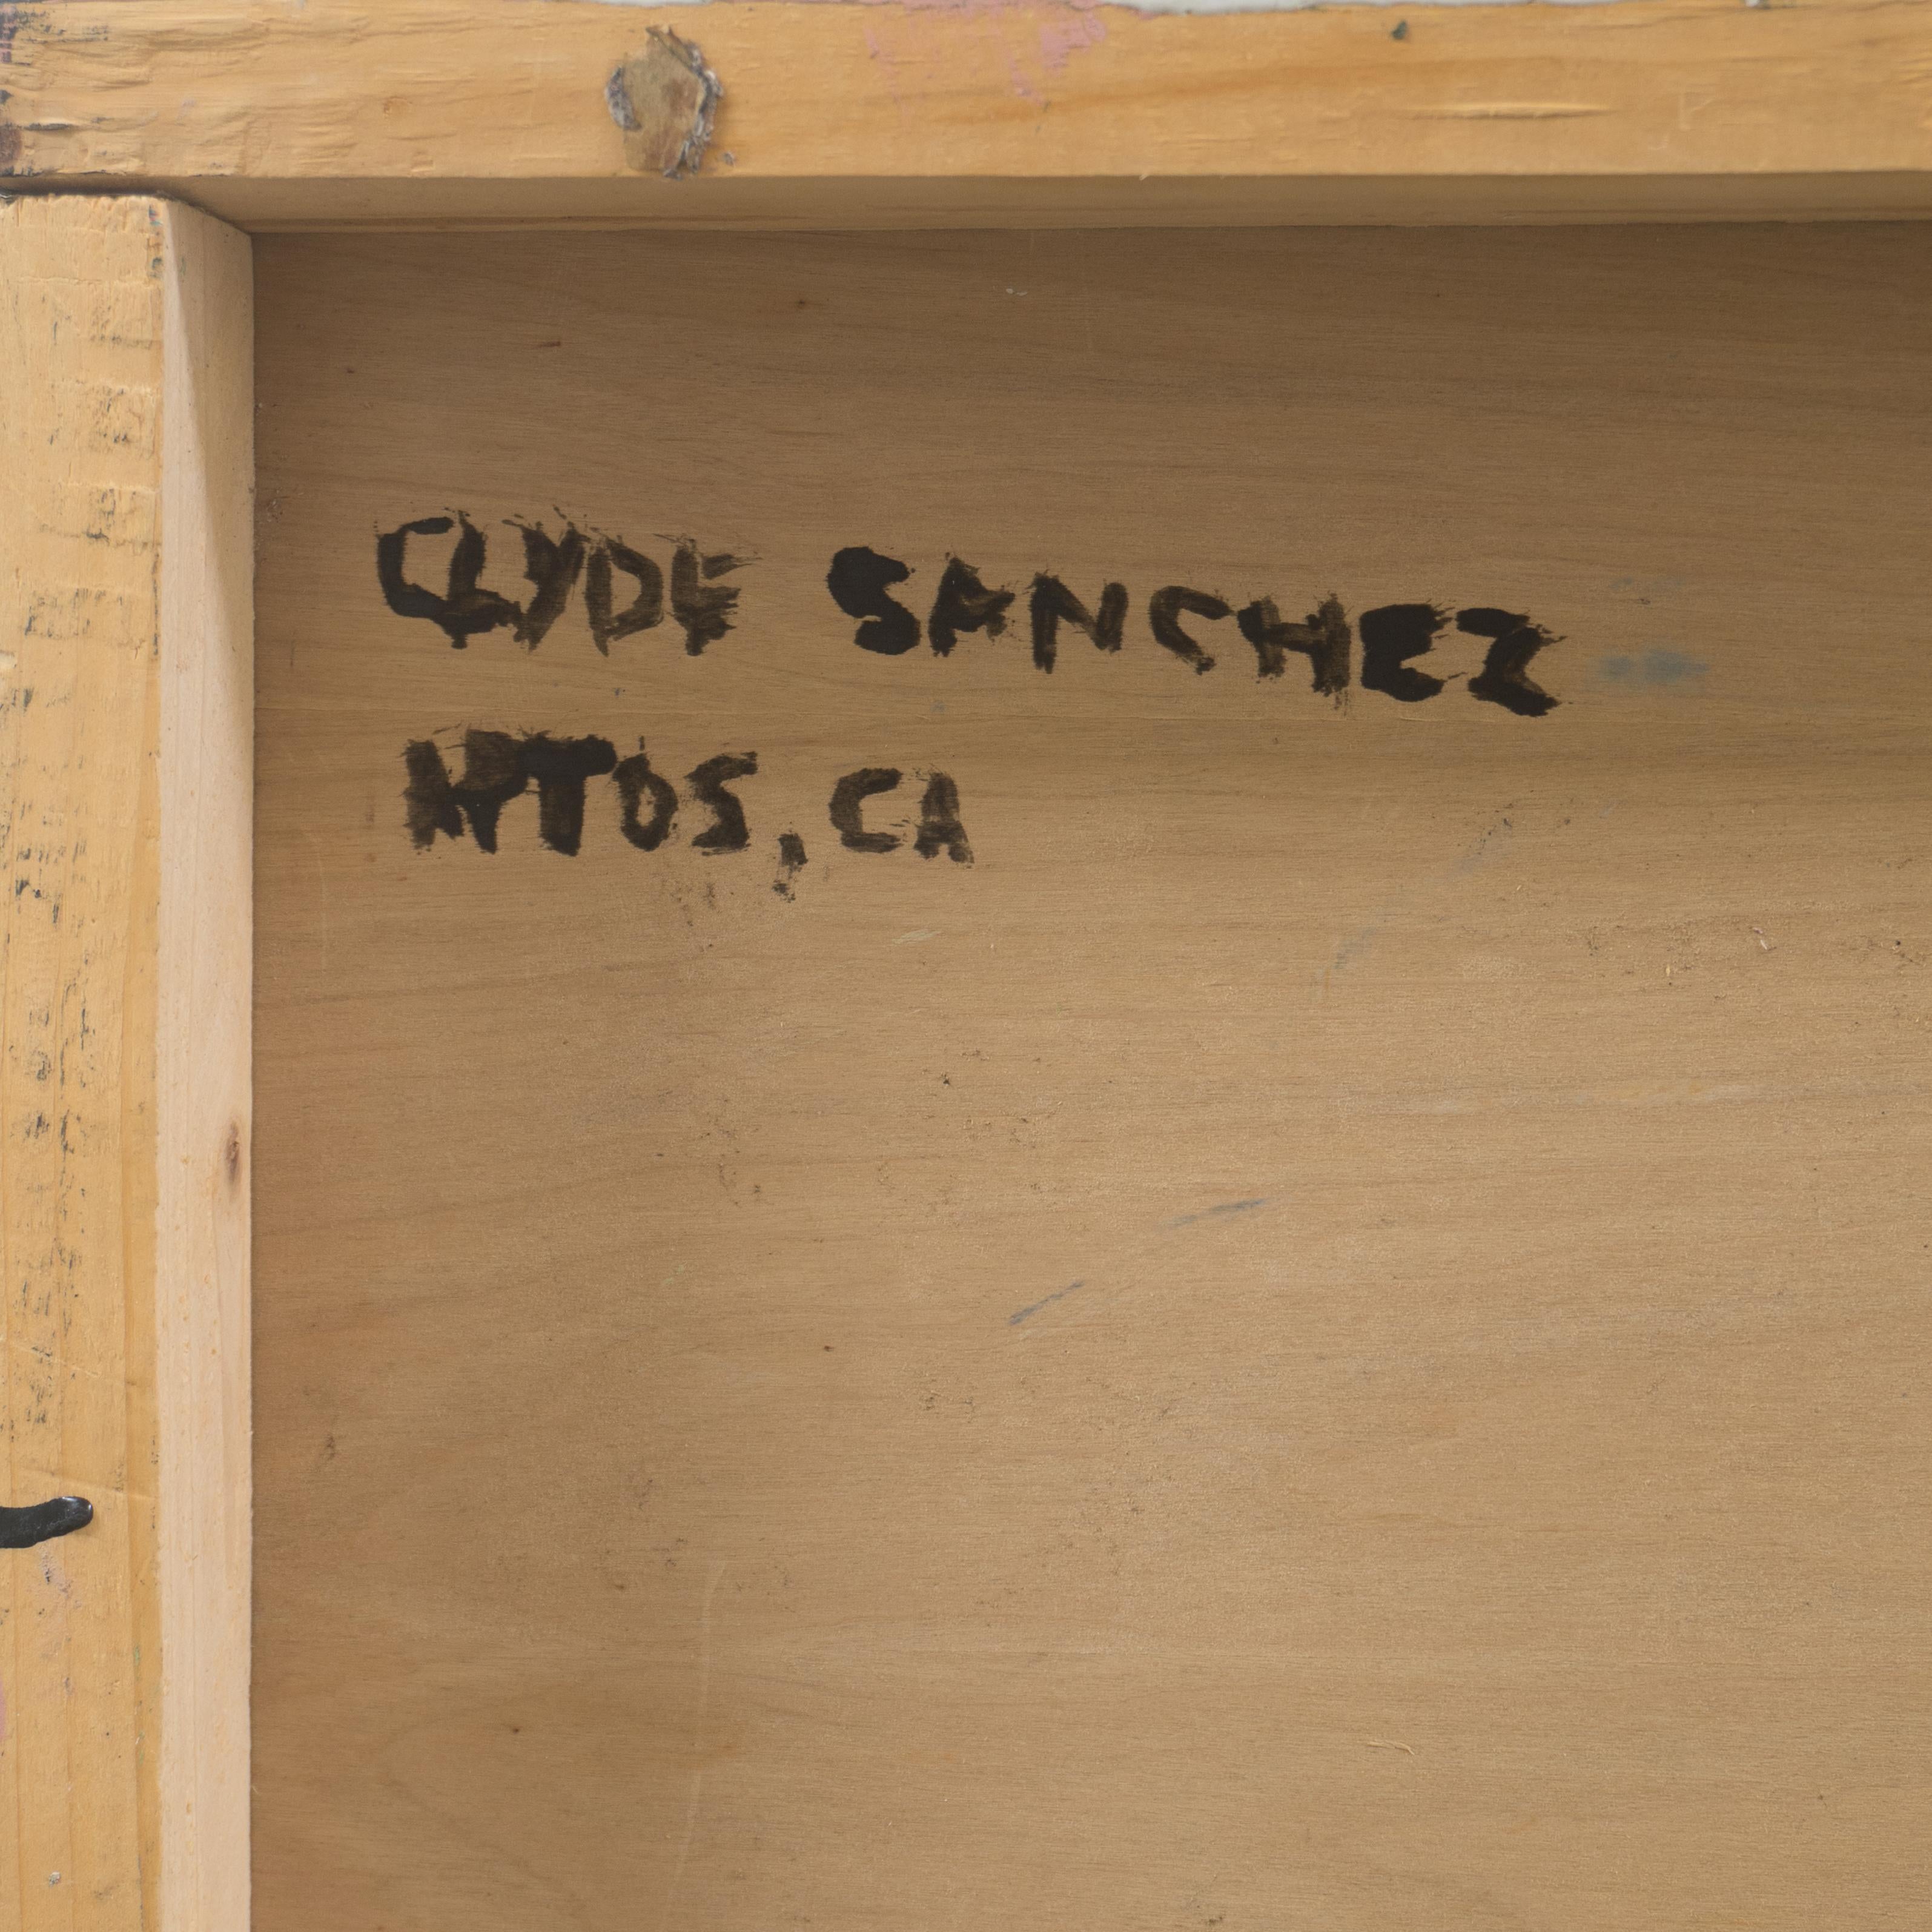 CLYDE SANCHEZ
APTOS, CA